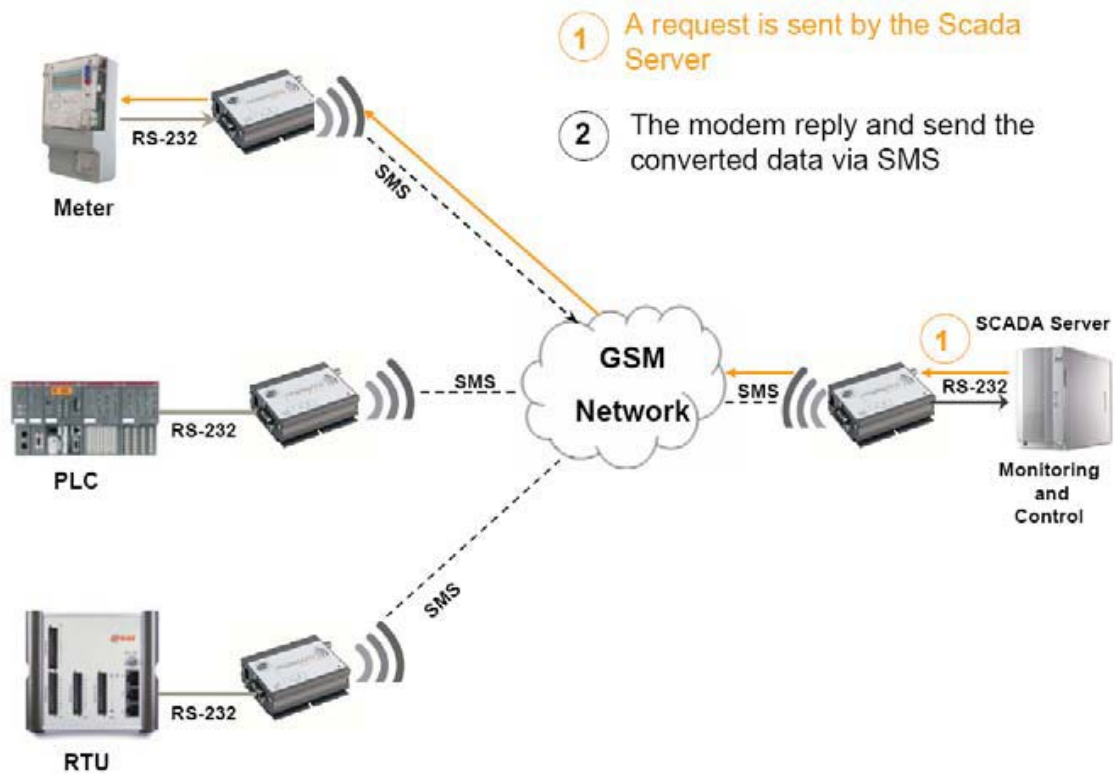 1 A request is sent by the Scada
Server
2 The modem reply and send the
converted data via SMS
RS-232
SMS
Meter
GSM
Network
1 SCADA Server
SMS
RS-232
SMS
RS-232
PLC
Monitoring
and
Control
SMS
RS-232
RTU